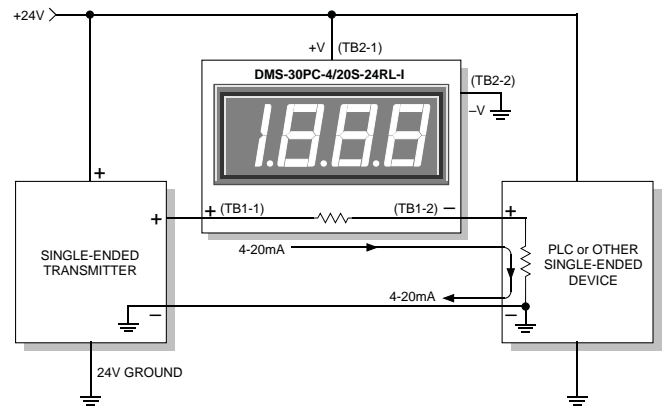 +24V
+V (TB2-1)
DMS-30PC-4/20S-24RL-I
(TB2-2)
–V
1.8.8.8
+
+
+ (TB1-1)
(TB1-2) –
+
SINGLE-ENDED
TRANSMITTER
4-20mA
PLC or OTHER
SINGLE-ENDED
DEVICE
4-20mA
–
–
24V GROUND